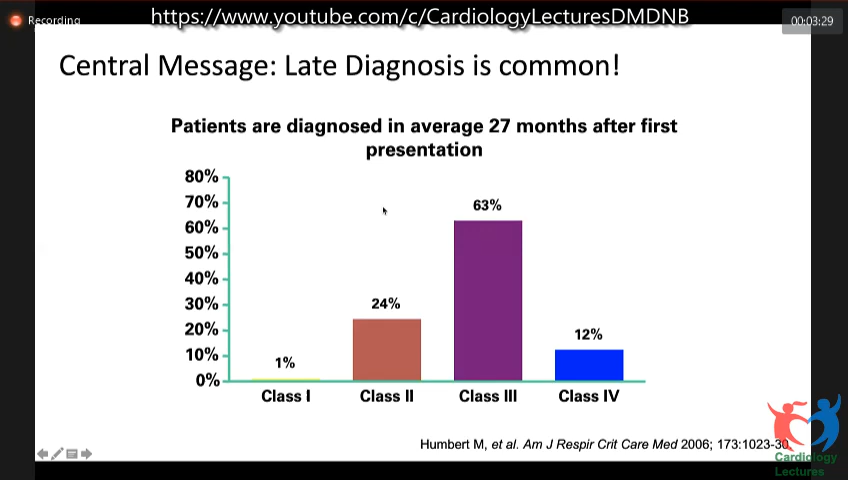 https://www.youtube.com/c/CardiologyLecturesDMDNB
Recording
00:03:29
Central Message: Late Diagnosis is common!
Patients are diagnosed in average 27 months after first
presentation
80%
70%
60%
50%
40%
30%
20%
10%
0%
1%
24%
63%
12%
Class I
Class II
Class III
Class IV
Humbert M, et al. Am J Respir Crit Care Med 2006; 173:1023-30
Cardiology
Lectures